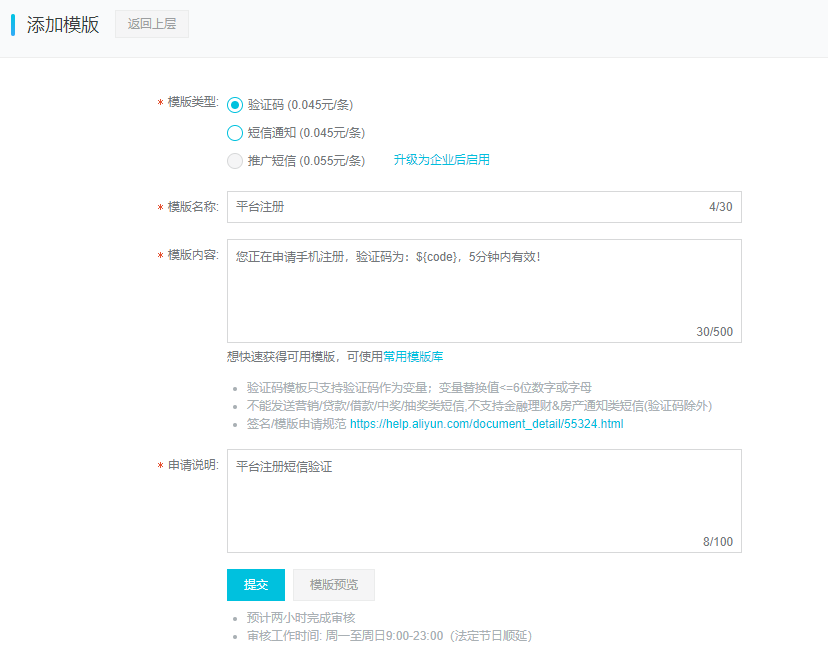 添加模版 返回上层
* 模版类型: 验证码 (0.045元/条)
短信通知 (0.045元/条)
推广短信 (0.055元/条) 升级为企业后启用
* 模版名称: 平台注册 4/30
* 模版内容: 您正在申请手机注册，验证码为：${code}，5分钟内有效！
30/500
想快速获得可用模版，可使用常用模版库
验证码模板只支持验证码作为变量；变量替换值<=6位数字或字母
不能发送营销/贷款/借款/中奖/抽奖类短信,不支持金融理财&房产通知类短信(验证码除外)
签名/模版申请规范 https://help.aliyun.com/document_detail/55324.html
* 申请说明: 平台注册短信验证
8/100
提交 模版预览
预计两小时完成审核
审核工作时间: 周一至周日9:00-23:00（法定节日顺延）